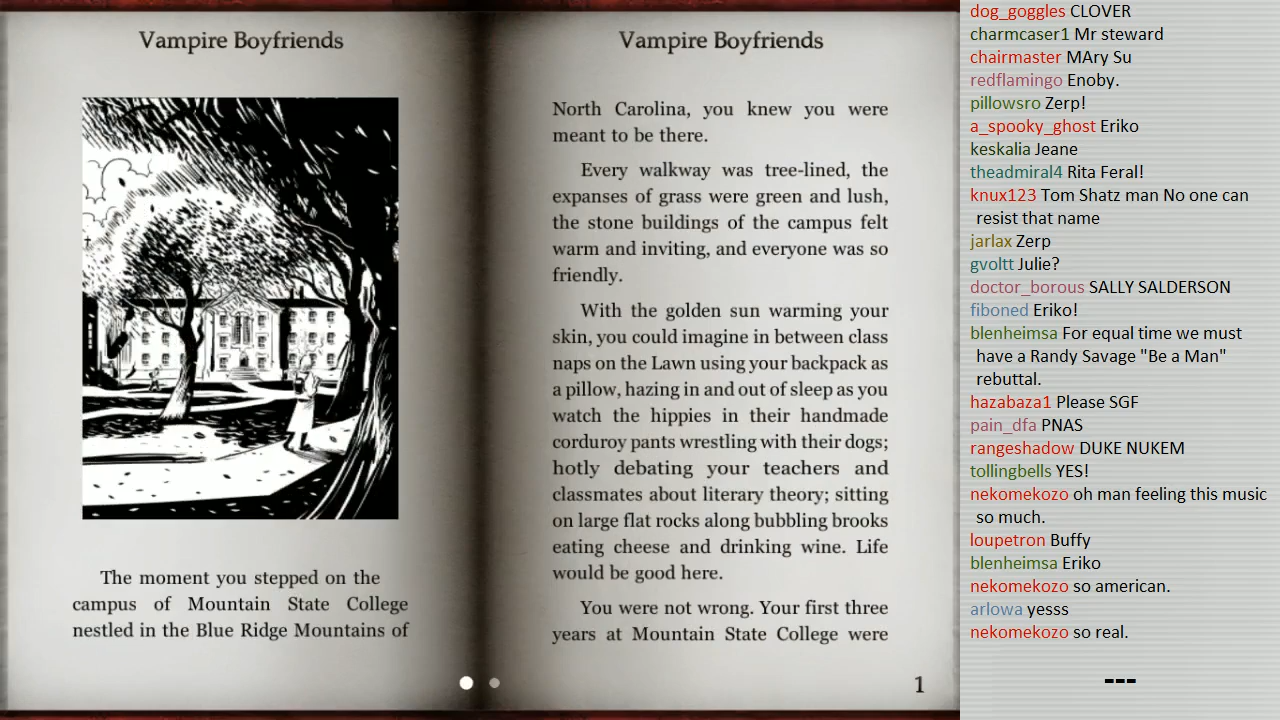 Vampire Boyfriends
The moment you stepped on the
campus of Mountain State College
nestled in the Blue Ridge Mountains of
Vampire Boyfriends
North Carolina, you knew you were
meant to be there.
Every walkway was tree-lined, the
expanses of grass were green and lush,
the stone buildings of the campus felt
warm and inviting, and everyone was so
friendly.
With the golden sun warming your
skin, you could imagine in between class
naps on the Lawn using your backpack as
a pillow, hazing in and out of sleep as you
watch the hippies in their handmade
corduroy pants wrestling with their dogs;
hotly debating your teachers and
classmates about literary theory; sitting
on large flat rocks along bubbling brooks
eating cheese and drinking wine. Life
would be good here.
You were not wrong. Your first three
years at Mountain State College were
1
dog_goggles CLOVER
charmcaser1 Mr steward
chairmaster MAry Su
redflamingo Enoby.
pillowsro Zerp!
a_spooky_ghost Eriko
keskalia Jeane
theadmiral4 Rita Feral!
knux123 Tom Shatz man No one can
resist that name
jarlax Zerp
gvoltt Julie?
doctor_borous SALLY SALDERSON
fiboned Eriko!
blenheimsa For equal time we must
have a Randy Savage "Be a Man"
rebuttal.
hazabaza1 Please SGF
pain_dfa PNAS
rangeshadow DUKE NUKEM
tollingbells YES!
nekomekozo oh man feeling this music
so much.
loupetron Buffy
blenheimsa Eriko
nekomekozo so american.
arlowa yesss
nekomekozo so real.
---